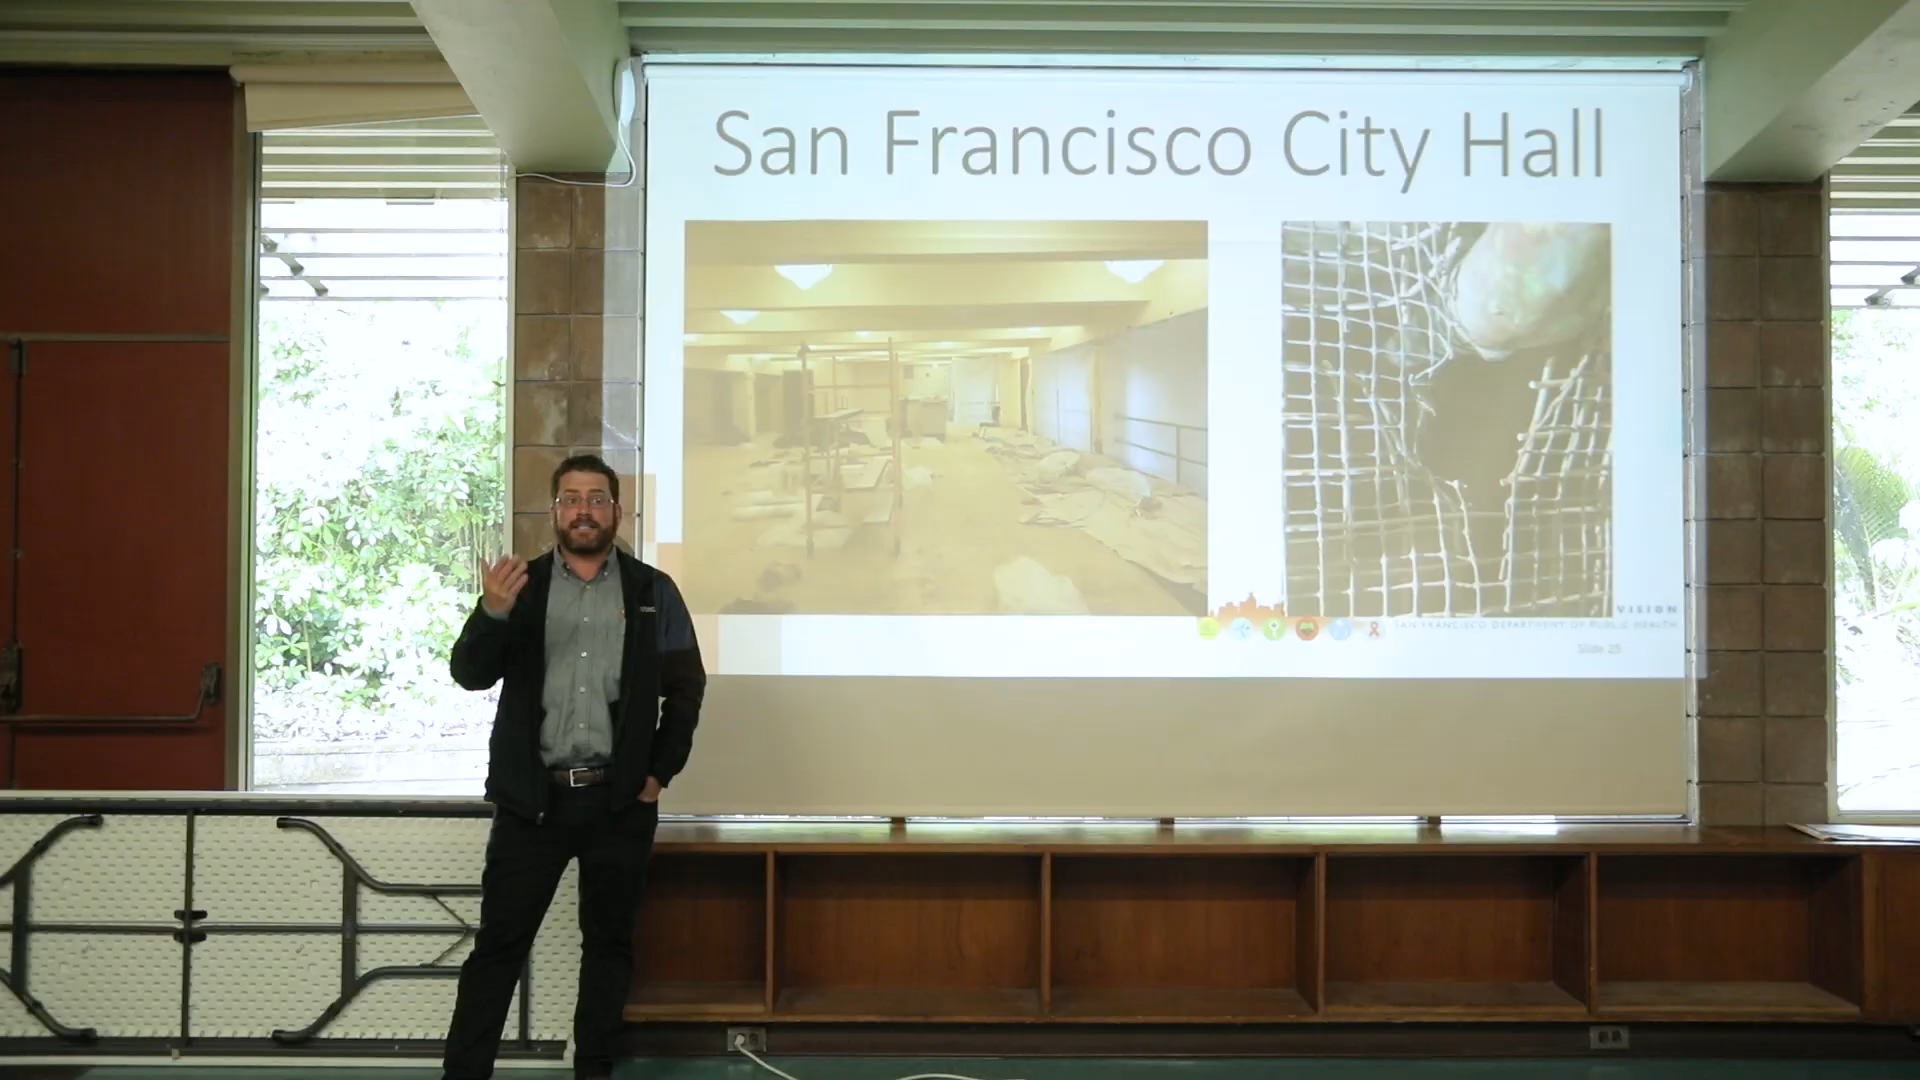 San Francisco City Hall
VISION
SAN FRANCISCO DEPARTMENT OF PUBLIC HEALTH
Slide 25